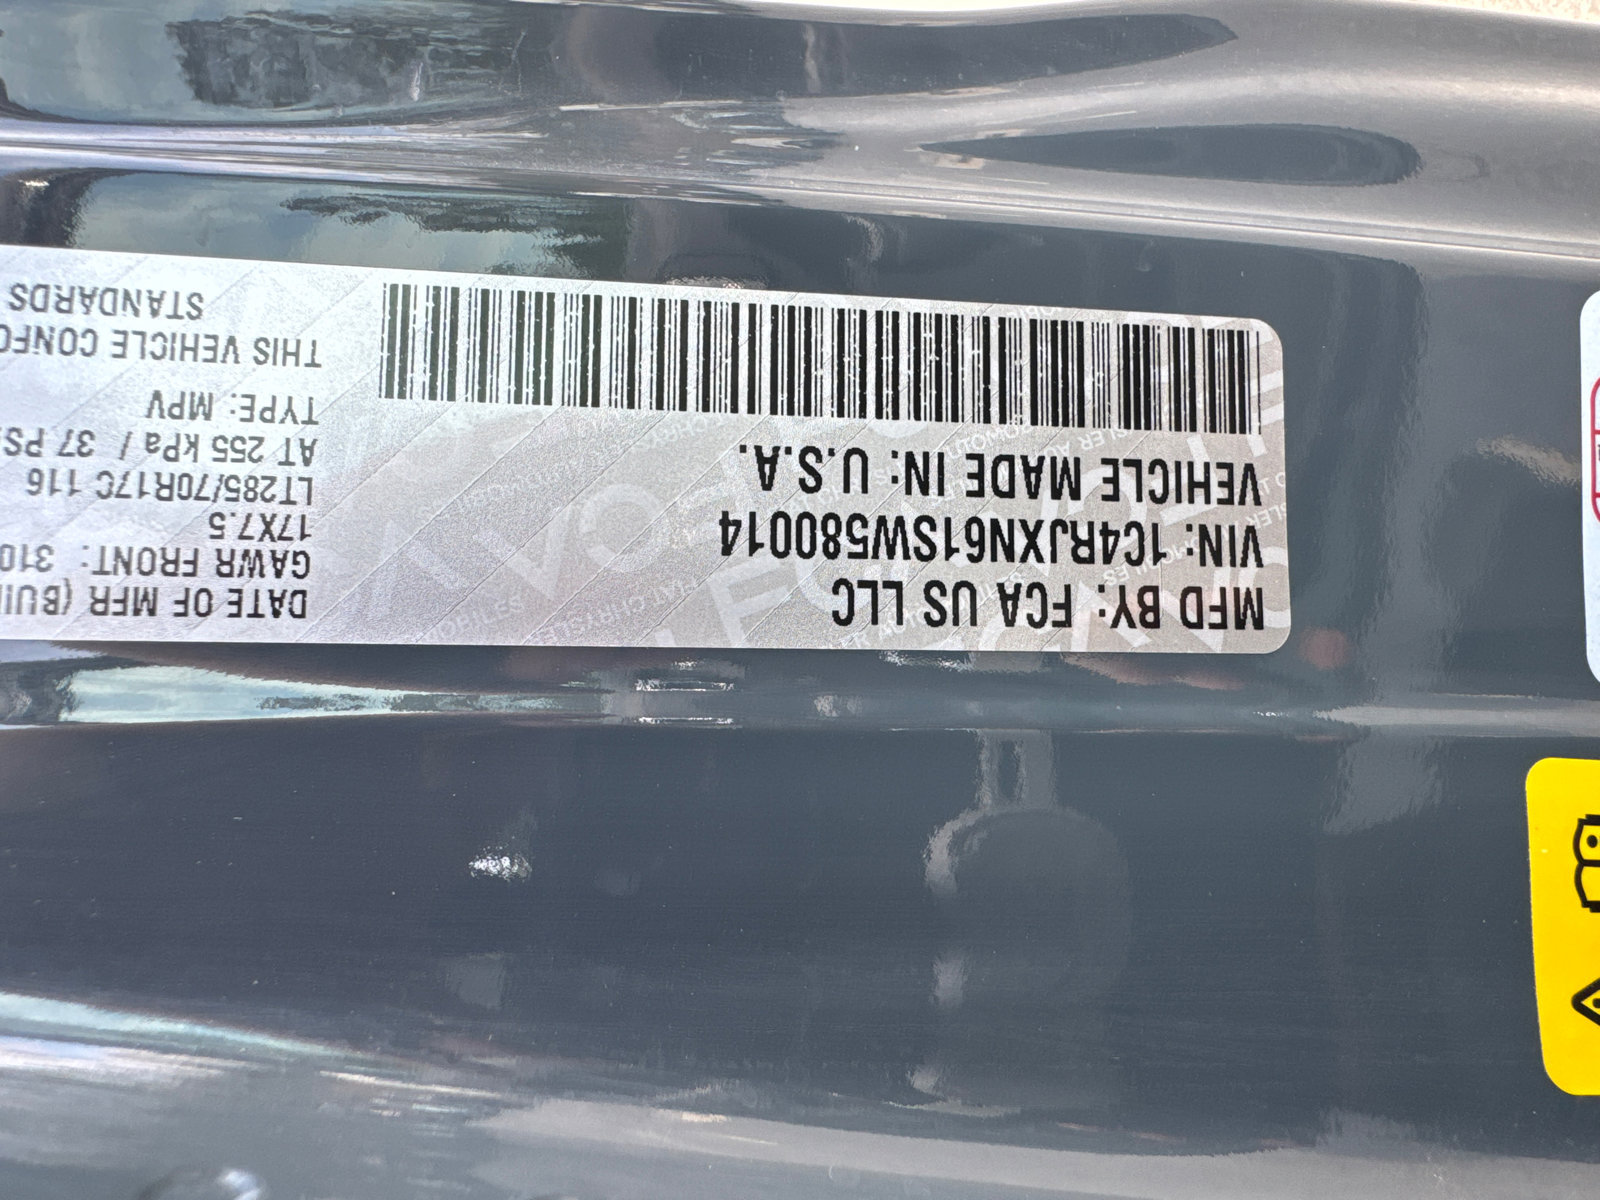 MFD BY: FCA US LLC
VIN: 1C4RJXN61SW580014
VEHICLE MADE IN: U.S.A.
DATE OF MFR (BUI
GAWR FRONT: 310
17X7.5
LT285/70R17C 116
AT 255 kPa / 37 PS
TYPE: MPV
THIS VEHICLE CONFO
STANDARDS